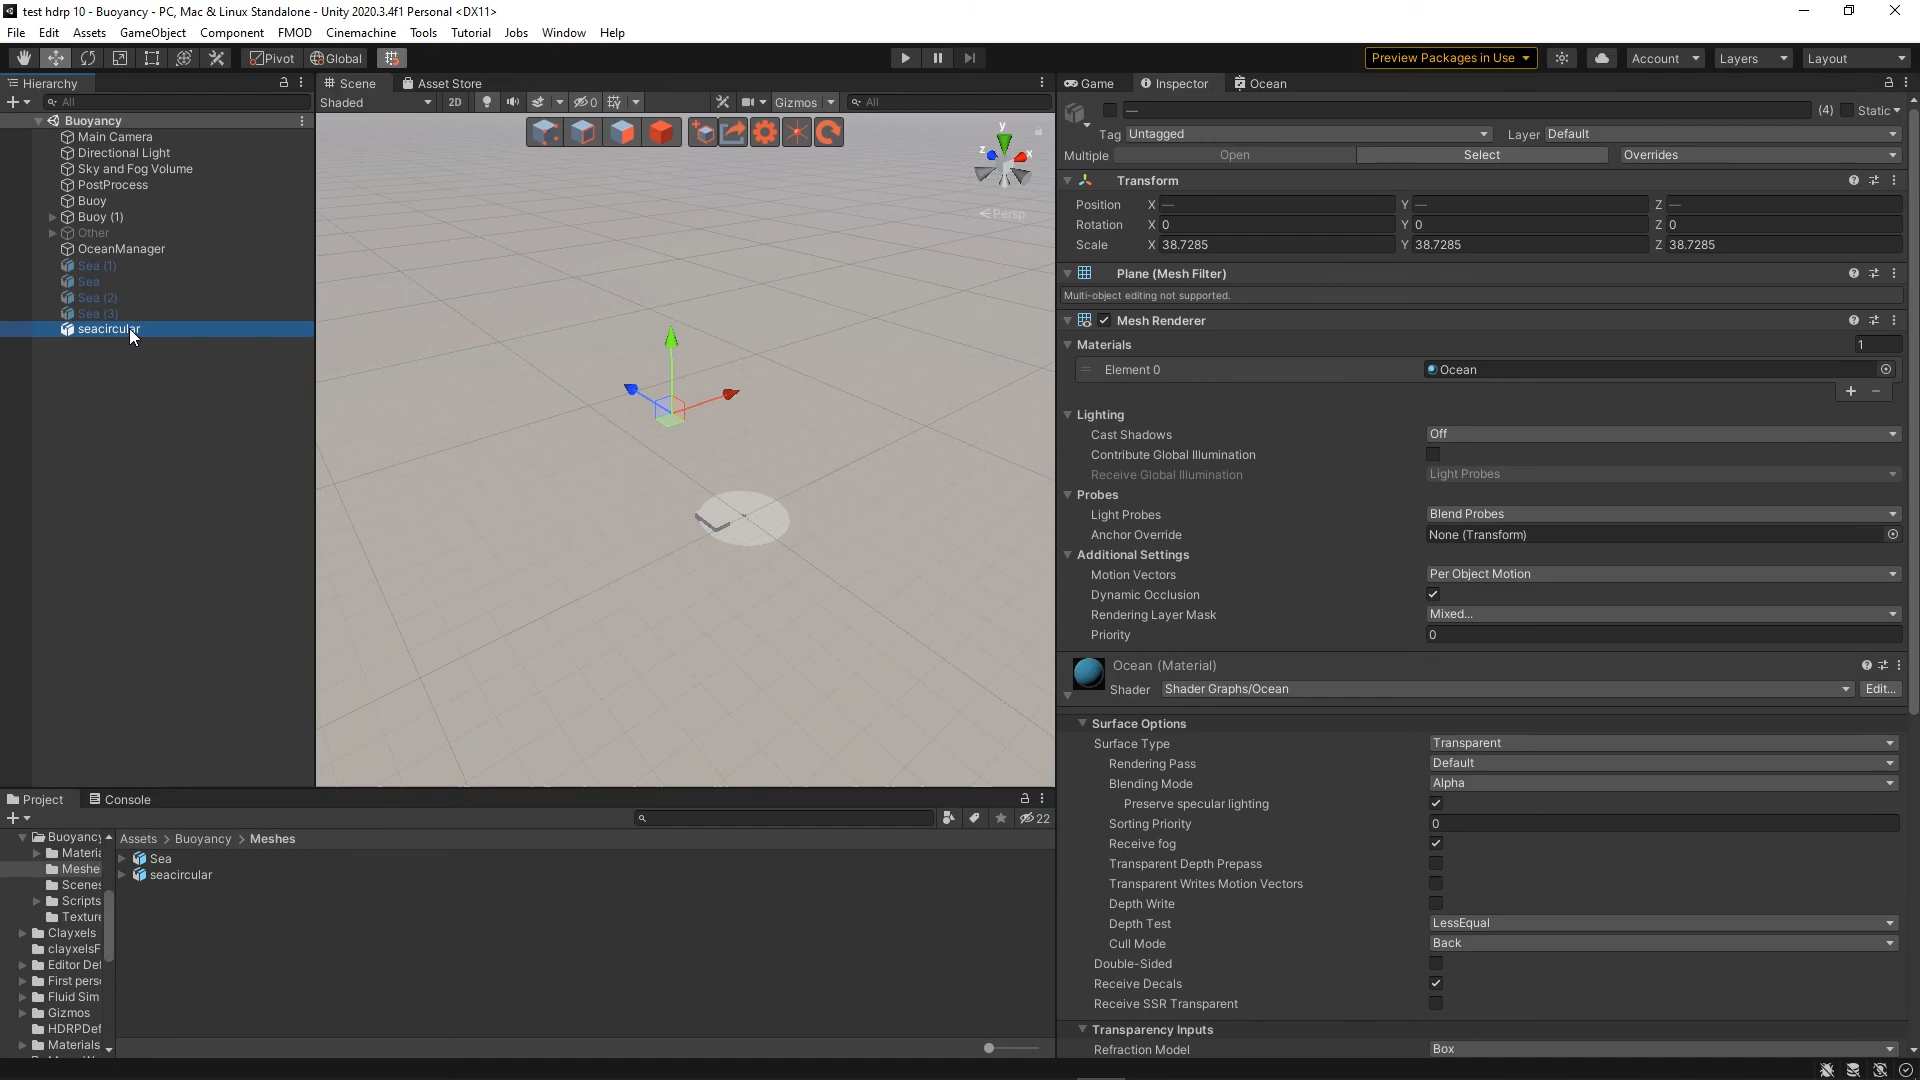 test hdrp 10 - Buoyancy - PC, Mac & Linux Standalone - Unity 2020.3.4f1 Personal <DX11>
File Edit Assets GameObject Component FMOD Cinemachine Tools Tutorial Jobs Window Help
Pivot Global Preview Packages in Use Account Layers Layout
Hierarchy
All
Buoyancy
Main Camera
Directional Light
Sky and Fog Volume
PostProcess
Buoy
Buoy (1)
Other
OceanManager
Sea (1)
Sea
Sea (2)
Sea (3)
seacircular
Scene Asset Store
Shaded 2D 0 Gizmos All
y
z x
Persp
Game Inspector Ocean
— (4) Static
Tag Untagged Layer Default
Multiple Open Select Overrides
Transform
Position X — Y — Z —
Rotation X 0 Y 0 Z 0
Scale X 38.7285 Y 38.7285 Z 38.7285
Plane (Mesh Filter)
Multi-object editing not supported.
Mesh Renderer
Materials 1
Element 0 Ocean
Lighting
Cast Shadows Off
Contribute Global Illumination
Receive Global Illumination Light Probes
Probes
Light Probes Blend Probes
Anchor Override None (Transform)
Additional Settings
Motion Vectors Per Object Motion
Dynamic Occlusion
Rendering Layer Mask Mixed...
Priority 0
Ocean (Material)
Shader Shader Graphs/Ocean Edit...
Surface Options
Surface Type Transparent
Rendering Pass Default
Blending Mode Alpha
Preserve specular lighting
Sorting Priority 0
Receive fog
Transparent Depth Prepass
Transparent Writes Motion Vectors
Depth Write
Depth Test LessEqual
Cull Mode Back
Double-Sided
Receive Decals
Receive SSR Transparent
Transparency Inputs
Refraction Model Box
Project Console
22
Buoyancy
Materia
Meshe
Scenes
Scripts
Texture
Clayxels
clayxelsF
Editor Def
First perso
Fluid Sim
Gizmos
HDRPDef
Materials
Assets > Buoyancy > Meshes
Sea
seacircular